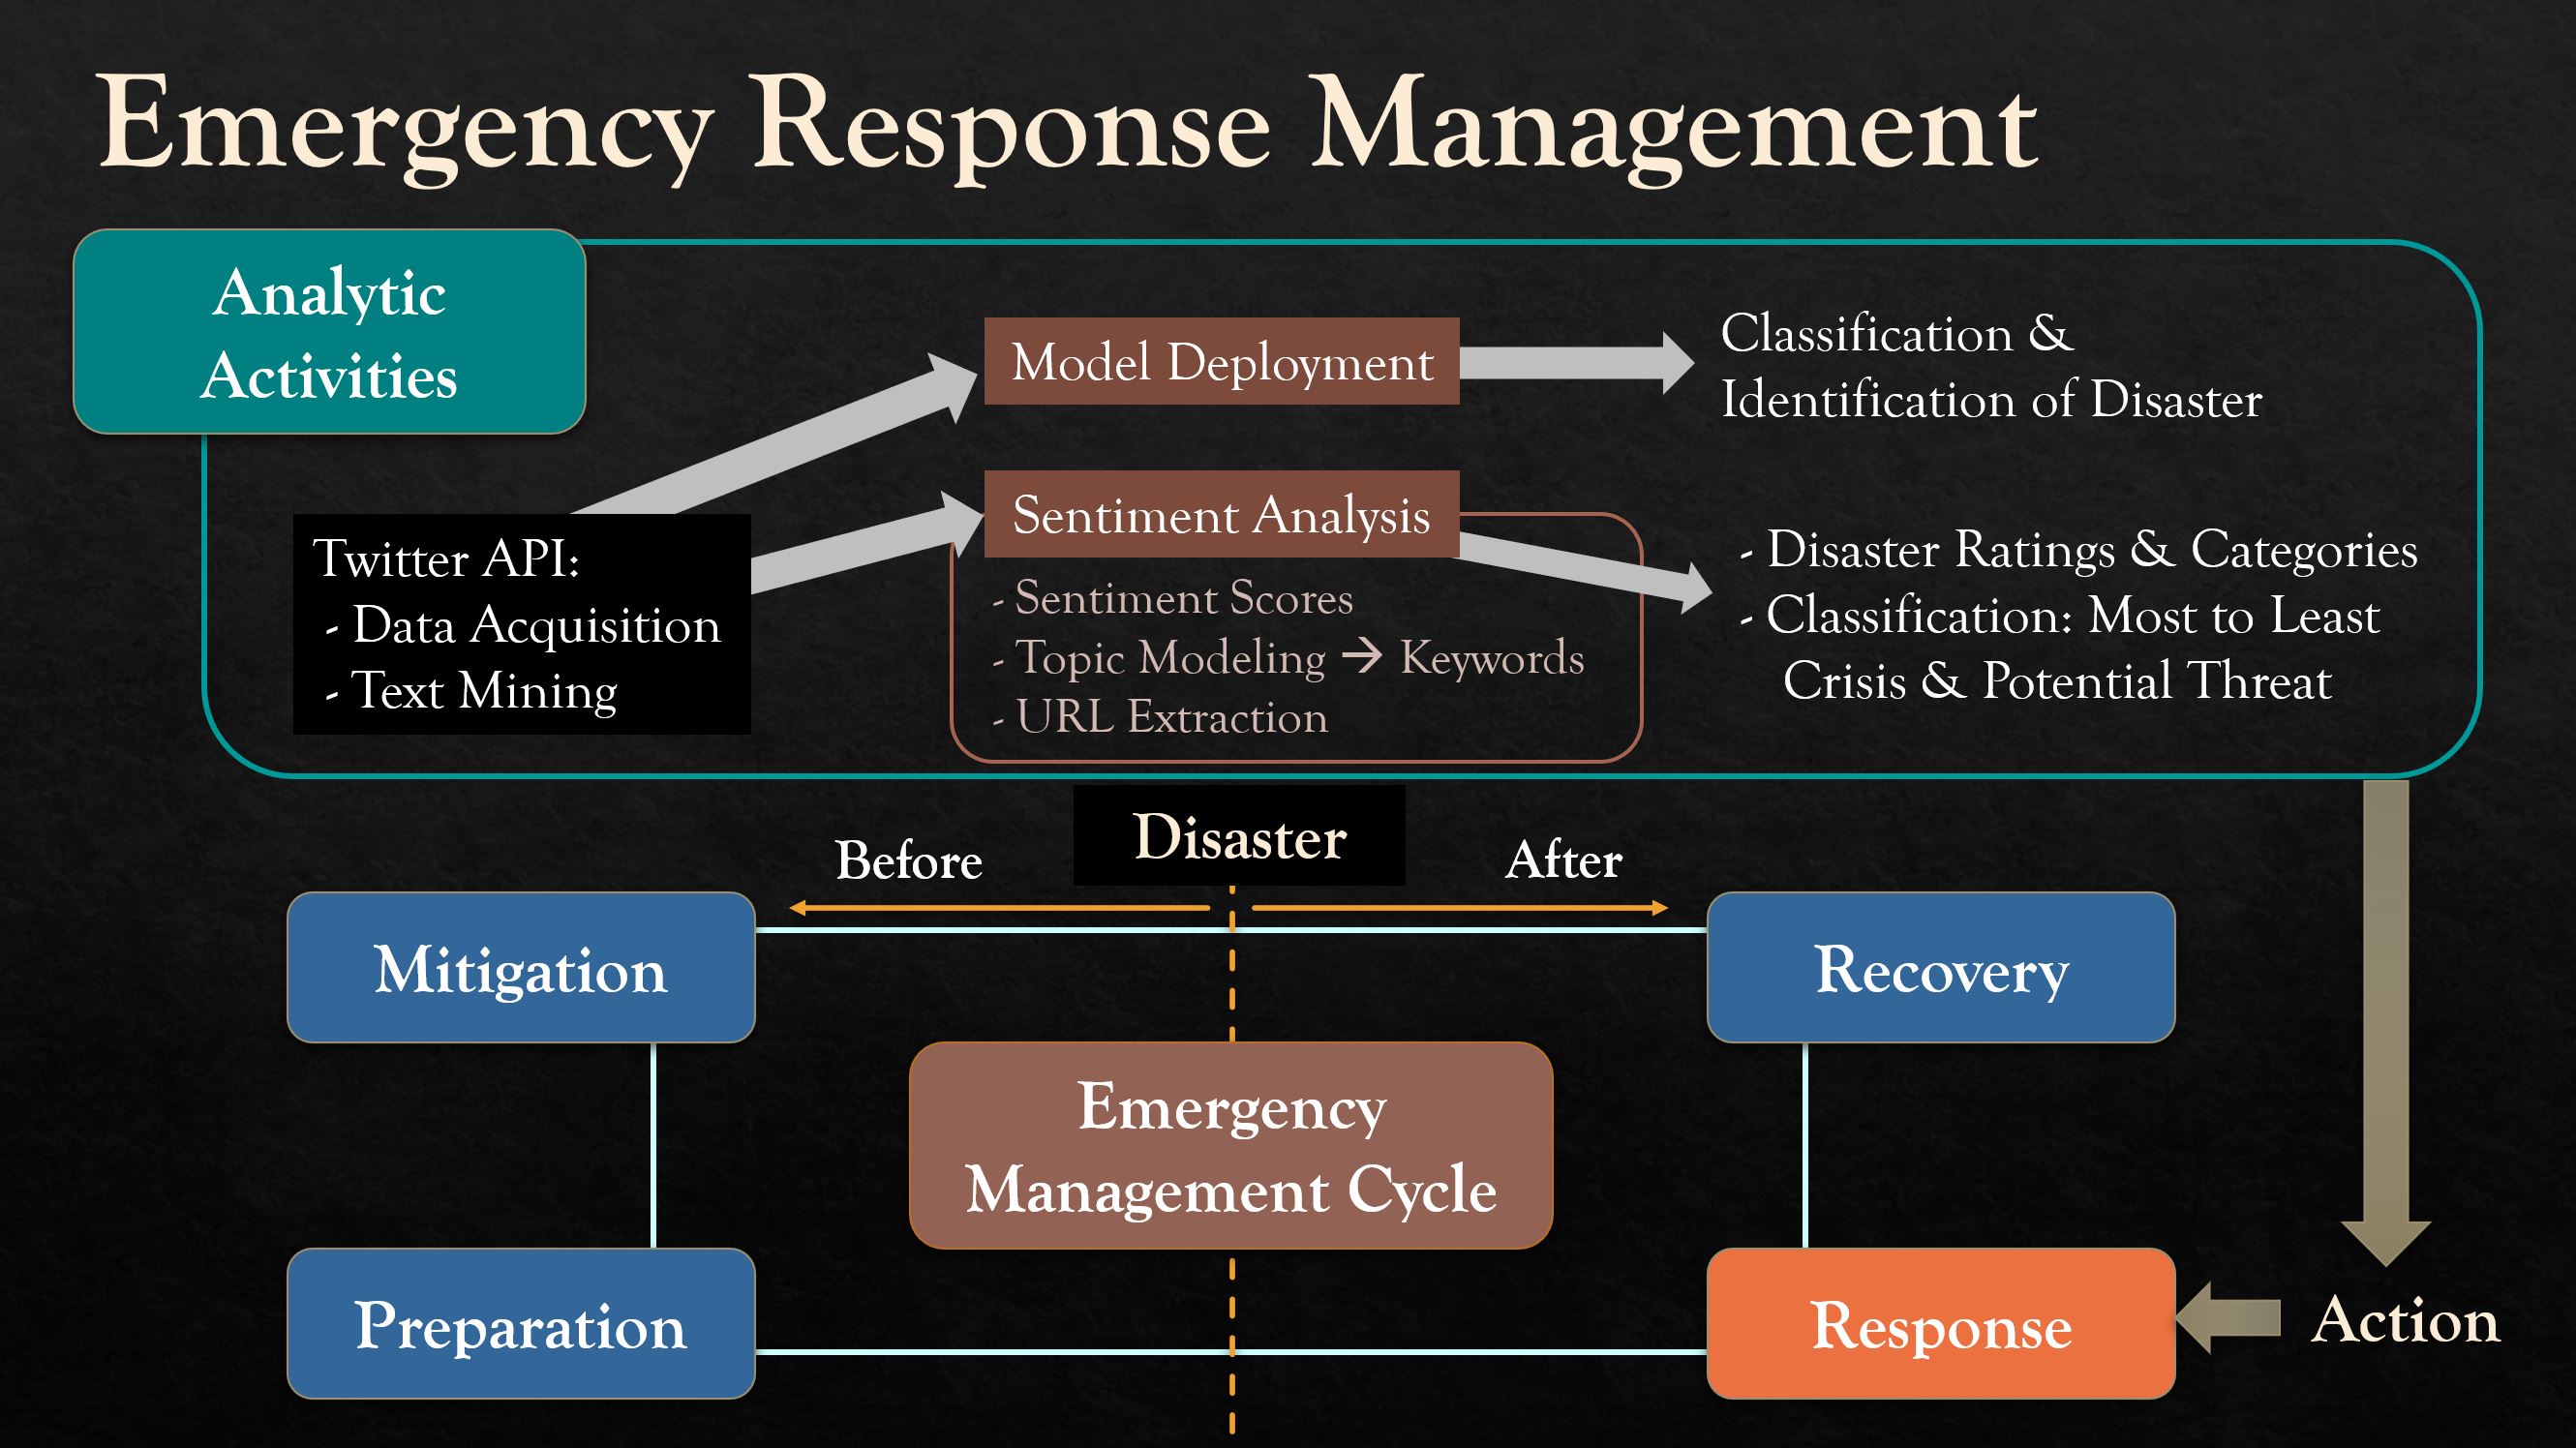 Emergency Response Management
Analytic
Activities
Model Deployment
Classification &
Identification of Disaster
Twitter API:
- Data Acquisition
- Text Mining
Sentiment Analysis
- Sentiment Scores
- Topic Modeling → Keywords
- URL Extraction
- Disaster Ratings & Categories
- Classification: Most to Least
Crisis & Potential Threat
Disaster
Before
After
Mitigation
Recovery
Emergency
Management Cycle
Preparation
Response
Action